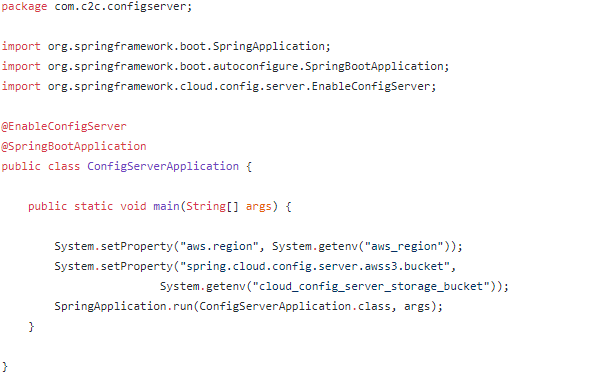 package com.c2c.configserver;
import org.springframework.boot.SpringApplication;
import org.springframework.boot.autoconfigure.SpringBootApplication;
import org.springframework.cloud.config.server.EnableConfigServer;
@EnableConfigServer
@SpringBootApplication
public class ConfigServerApplication {
public static void main(String[] args) {
System.setProperty("aws.region", System.getenv("aws_region"));
System.setProperty("spring.cloud.config.server.awss3.bucket",
System.getenv("cloud_config_server_storage_bucket"));
SpringApplication.run(ConfigServerApplication.class, args);
}
}